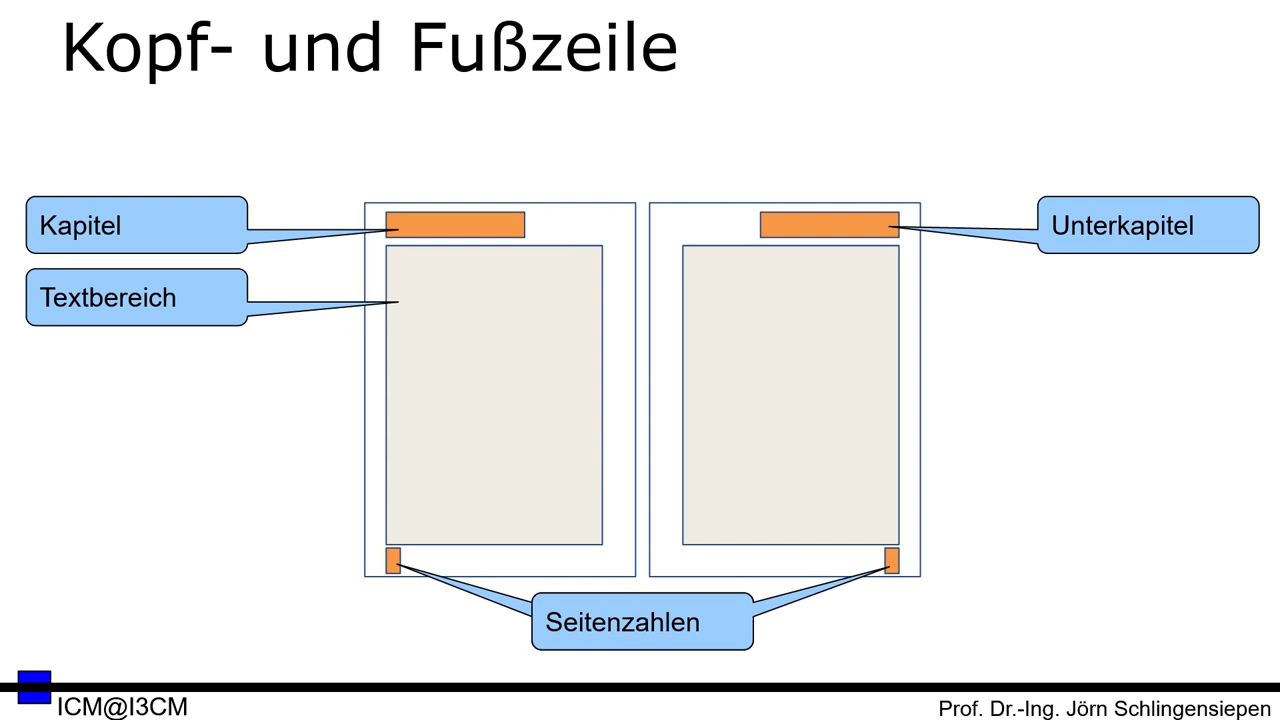 Kopf- und Fußzeile
Kapitel
Unterkapitel
Textbereich
Seitenzahlen
ICM@I3CM
Prof. Dr.-Ing. Jörn Schlingensiepen